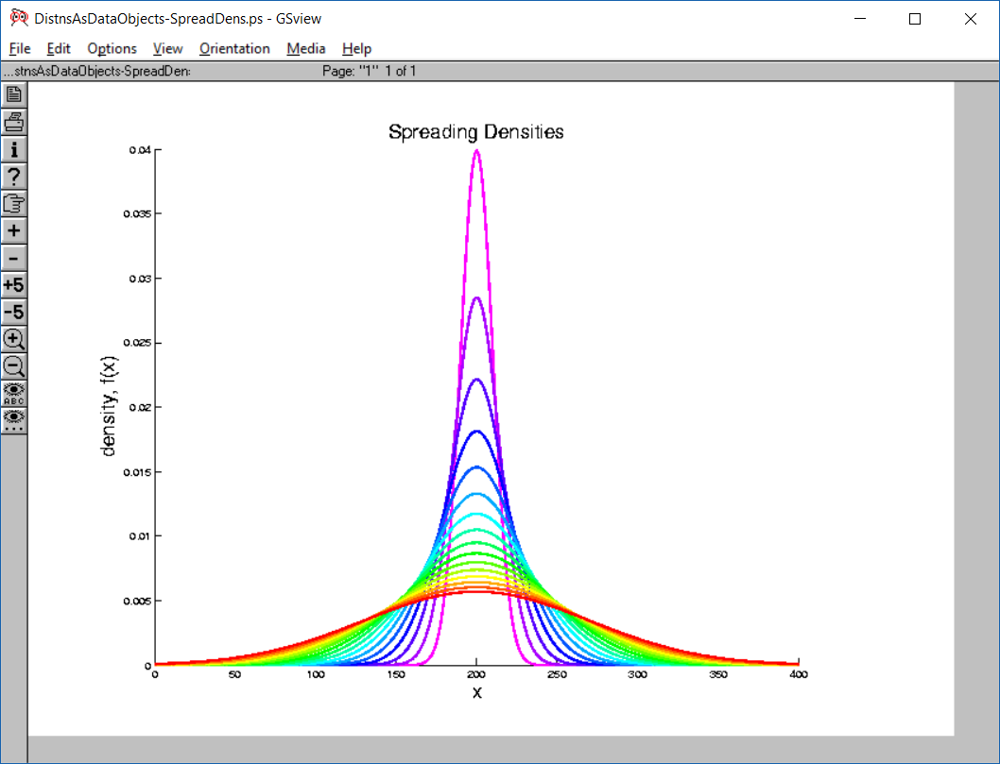 DistnsAsDataObjects-SpreadDens.ps - GSview
File Edit Options View Orientation Media Help
...stnsAsDataObjects-SpreadDen: Page: "1" 1 of 1
i
?
+
-
+5
-5
+
-
ABC
...
Spreading Densities
0.04
0.035
0.03
0.025
0.02
0.015
0.01
0.005
0
density, f(x)
0 50 100 150 200 250 300 350 400
x